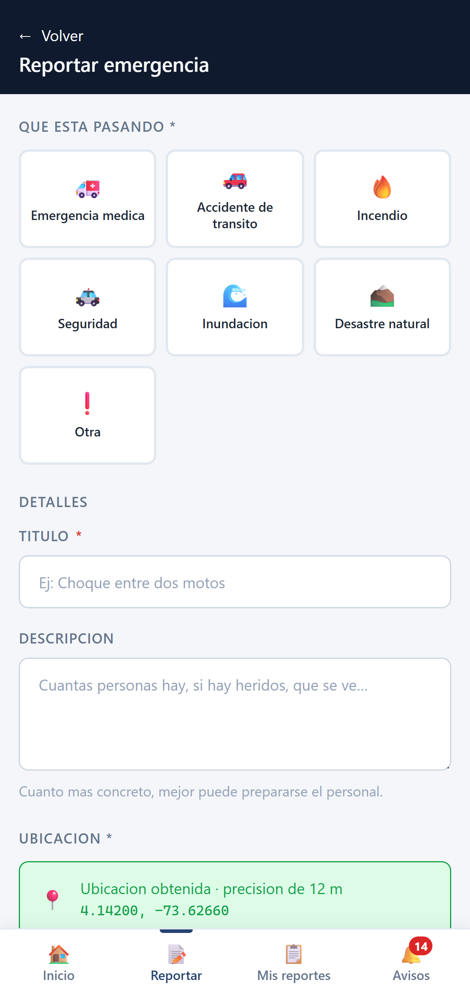 ← Volver
Reportar emergencia
QUE ESTA PASANDO *
Emergencia medica
Accidente de
transito
Incendio
Seguridad
Inundacion
Desastre natural
Otra
DETALLES
TITULO *
Ej: Choque entre dos motos
DESCRIPCION
Cuantas personas hay, si hay heridos, que se ve...
Cuanto mas concreto, mejor puede prepararse el personal.
UBICACION *
Ubicacion obtenida · precision de 12 m
4.14200, -73.62660
14
Inicio
Reportar
Mis reportes
Avisos